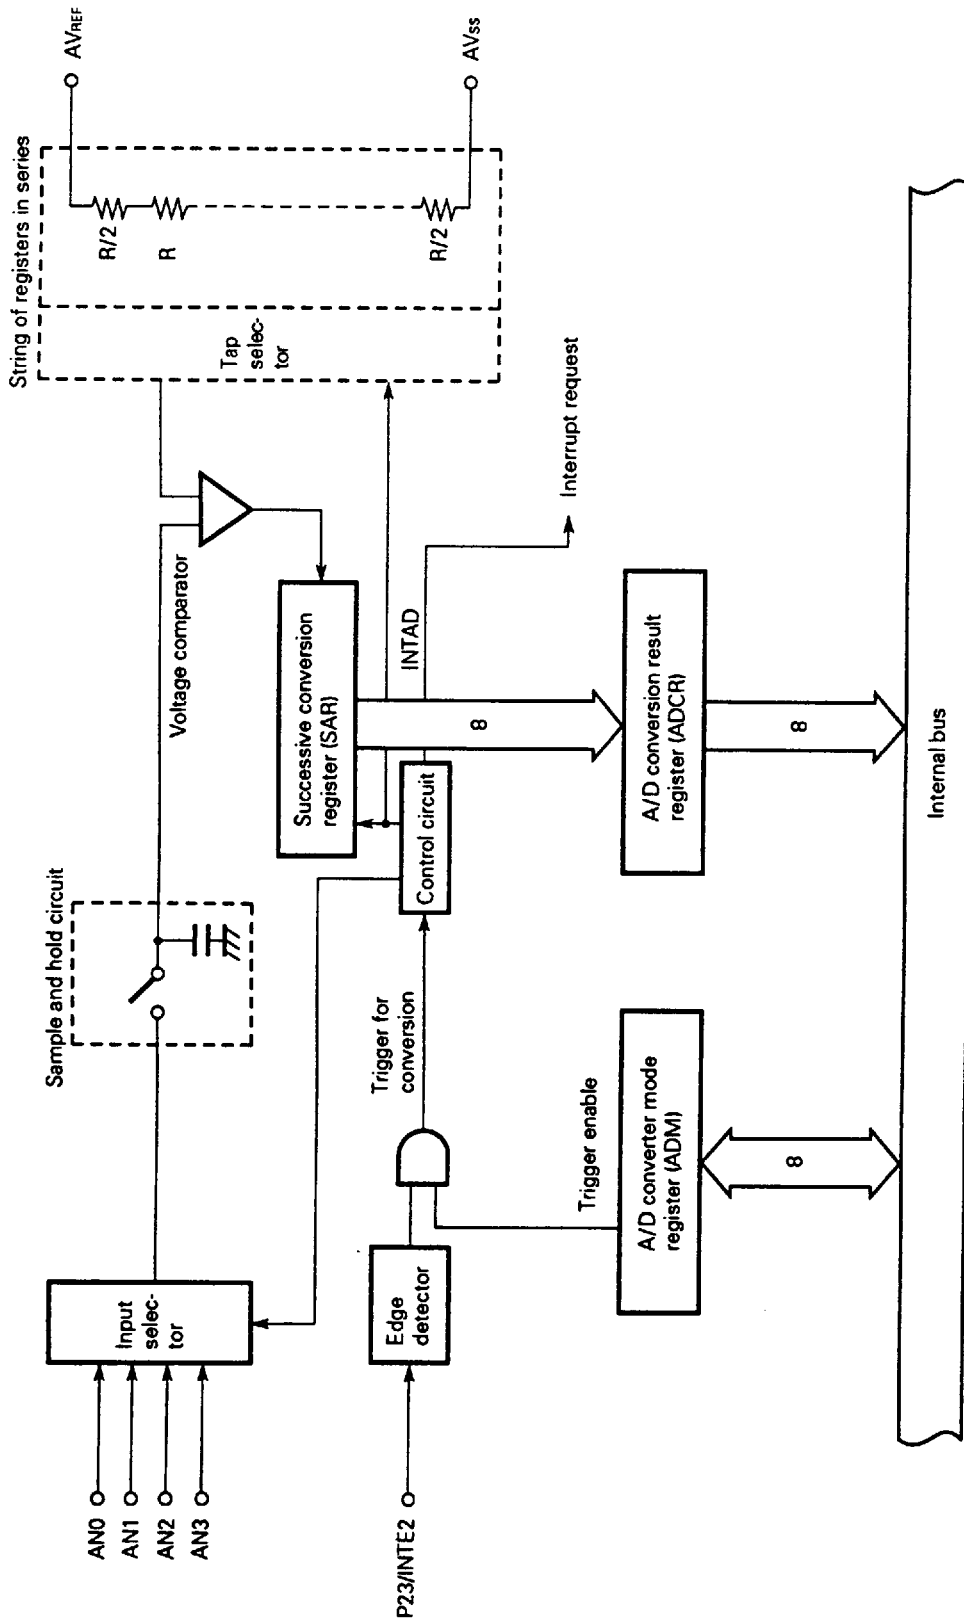 AN0
AN1
AN2
AN3
Input
selec-
tor
Sample and hold circuit
Voltage comparator
String of registers in series
Tap
selec-
tor
R/2
R
R/2
AVREF
AVSS
P23/INTE2
Edge
detector
Trigger for
conversion
Trigger enable
Control circuit
Successive conversion
register (SAR)
INTAD
Interrupt request
8
A/D converter mode
register (ADM)
A/D conversion result
register (ADCR)
8
8
Internal bus